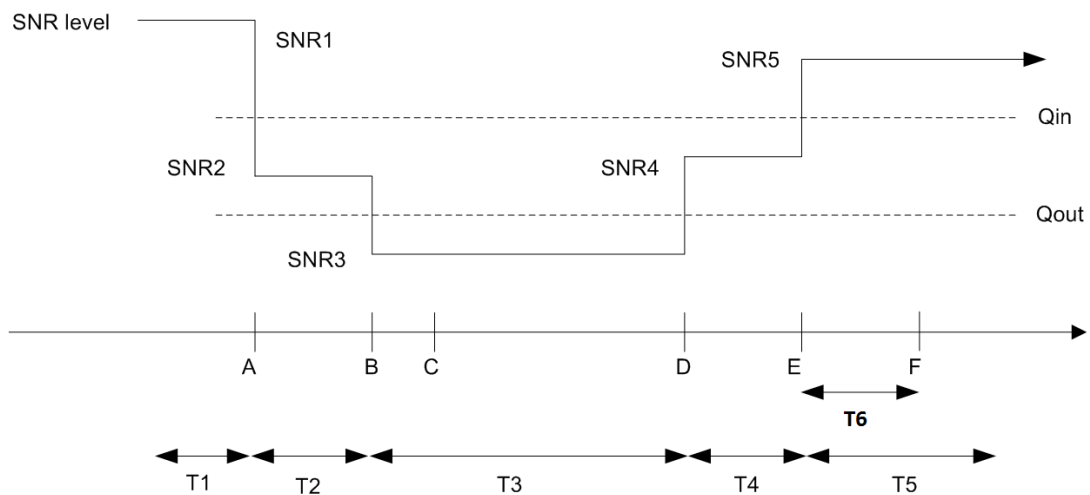 SNR level
SNR1
SNR5
Qin
SNR2
SNR4
Qout
SNR3
A
B
C
D
E
F
T6
T1
T2
T3
T4
T5